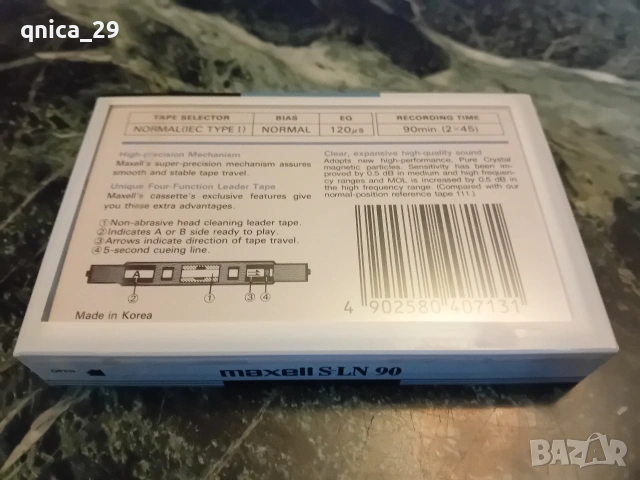 qnica_29
TAPE SELECTOR BIAS EQ RECORDING TIME
NORMAL(IEC TYPE I) NORMAL 120μs 90min.(2×45)
High-precision Mechanism
Maxell's super-precision mechanism assures
smooth and stable tape travel.
Unique Four-Function Leader Tape
Maxell's cassette's exclusive features give
you these extra advantages.
①Non-abrasive head cleaning leader tape.
②Indicates A or B side ready to play.
③Arrows indicate direction of tape travel.
④5-second cueing line.
A
② ① ③ ④
Made in Korea
Clear, expansive high-quality sound
Adopts new high-performance, Pure Crystal
magnetic particles. Sensitivity has been im-
proved by 0.5 dB in medium and high frequen-
cy ranges and MOL is increased by 0.5 dB in
the high frequency range. (Compared with our
normal-position reference tape 111.)
4 902580 407131
OPEN
maxell S-LN 90
BAZAR